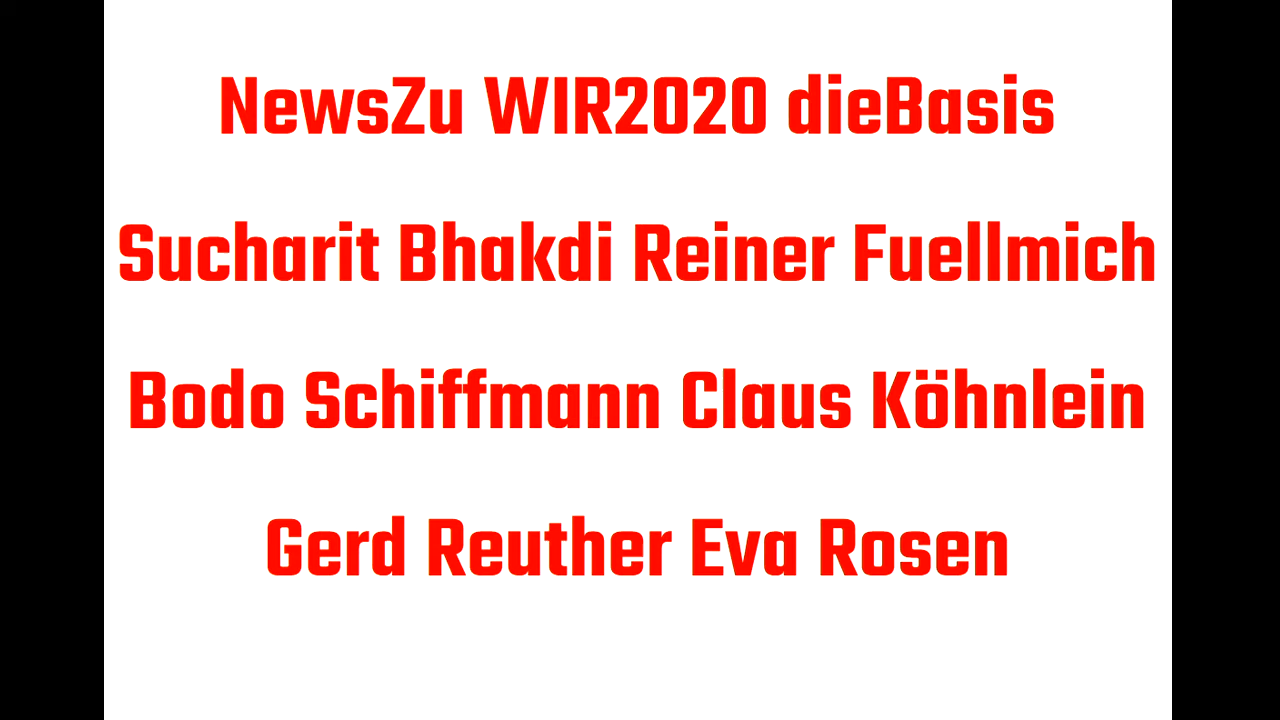 NewsZu WIR2020 dieBasis
Sucharit Bhakdi Reiner Fuellmich
Bodo Schiffmann Claus Köhnlein
Gerd Reuther Eva Rosen